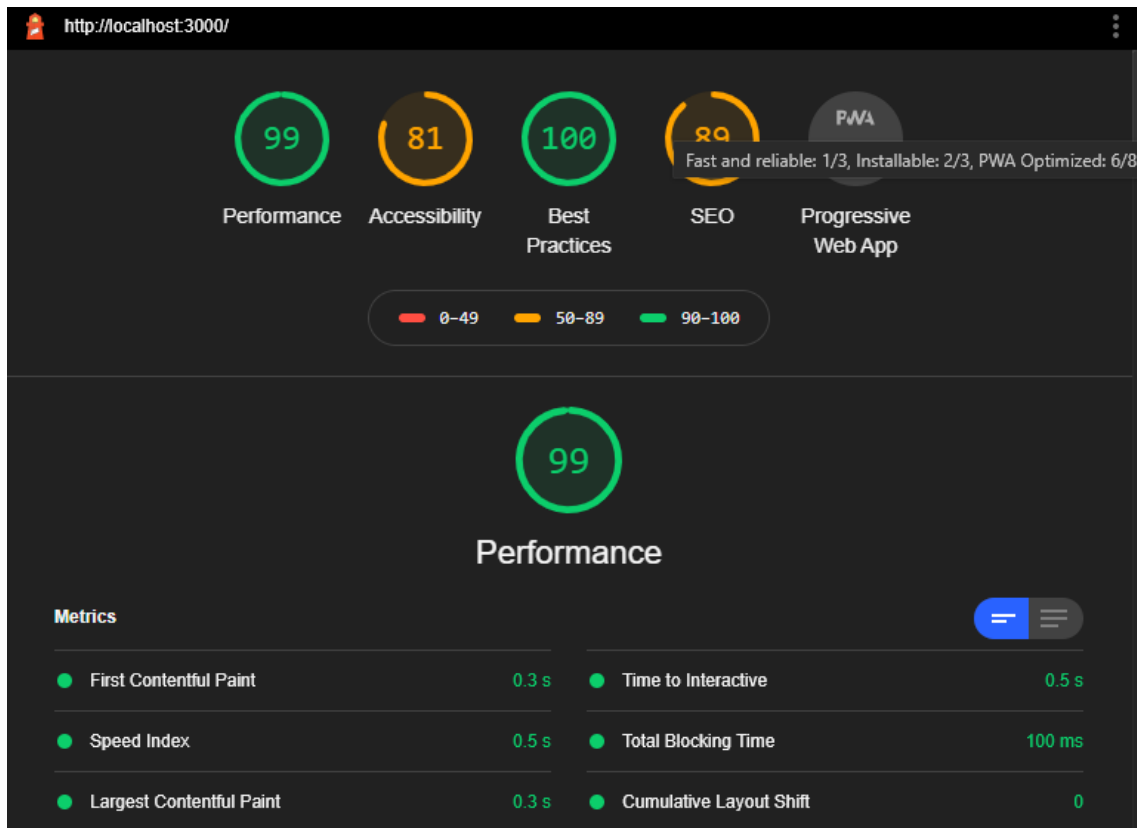 http://localhost:3000/
99
81
100
89
PWA
Fast and reliable: 1/3, Installable: 2/3, PWA Optimized: 6/8
Performance
Accessibility
Best
Practices
SEO
Progressive
Web App
0-49
50-89
90-100
99
Performance
Metrics
First Contentful Paint 0.3 s
Time to Interactive 0.5 s
Speed Index 0.5 s
Total Blocking Time 100 ms
Largest Contentful Paint 0.3 s
Cumulative Layout Shift 0